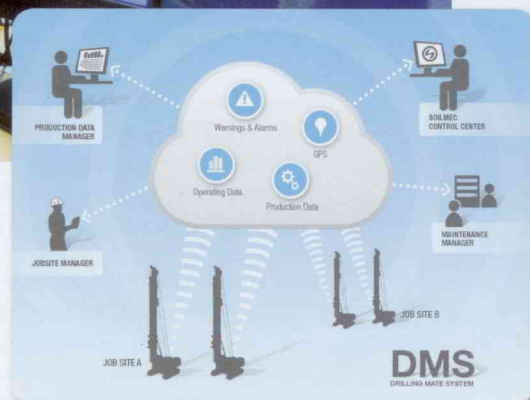 Warnings & Alarms
GPS
Operating Data
Production Data
PRODUCTION DATA
MANAGER
SOILMEC
CONTROL CENTER
JOBSITE MANAGER
MAINTENANCE
MANAGER
JOB SITE A
JOB SITE B
DMS
DRILLING MATE SYSTEM